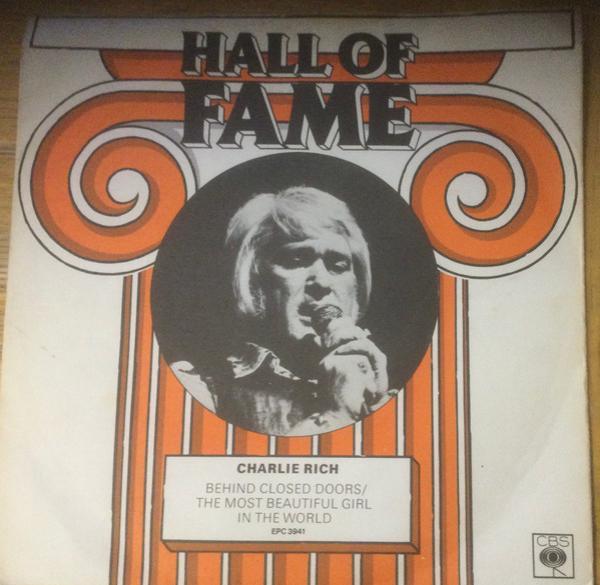 HALL OF
FAME
CHARLIE RICH
BEHIND CLOSED DOORS/
THE MOST BEAUTIFUL GIRL
IN THE WORLD
EPC 3941
CBS